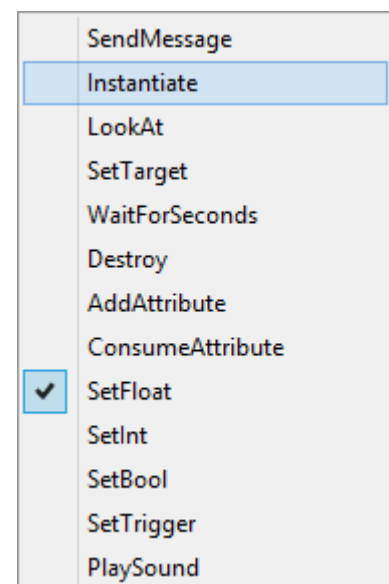 SendMessage
Instantiate
LookAt
SetTarget
WaitForSeconds
Destroy
AddAttribute
ConsumeAttribute
SetFloat
SetInt
SetBool
SetTrigger
PlaySound